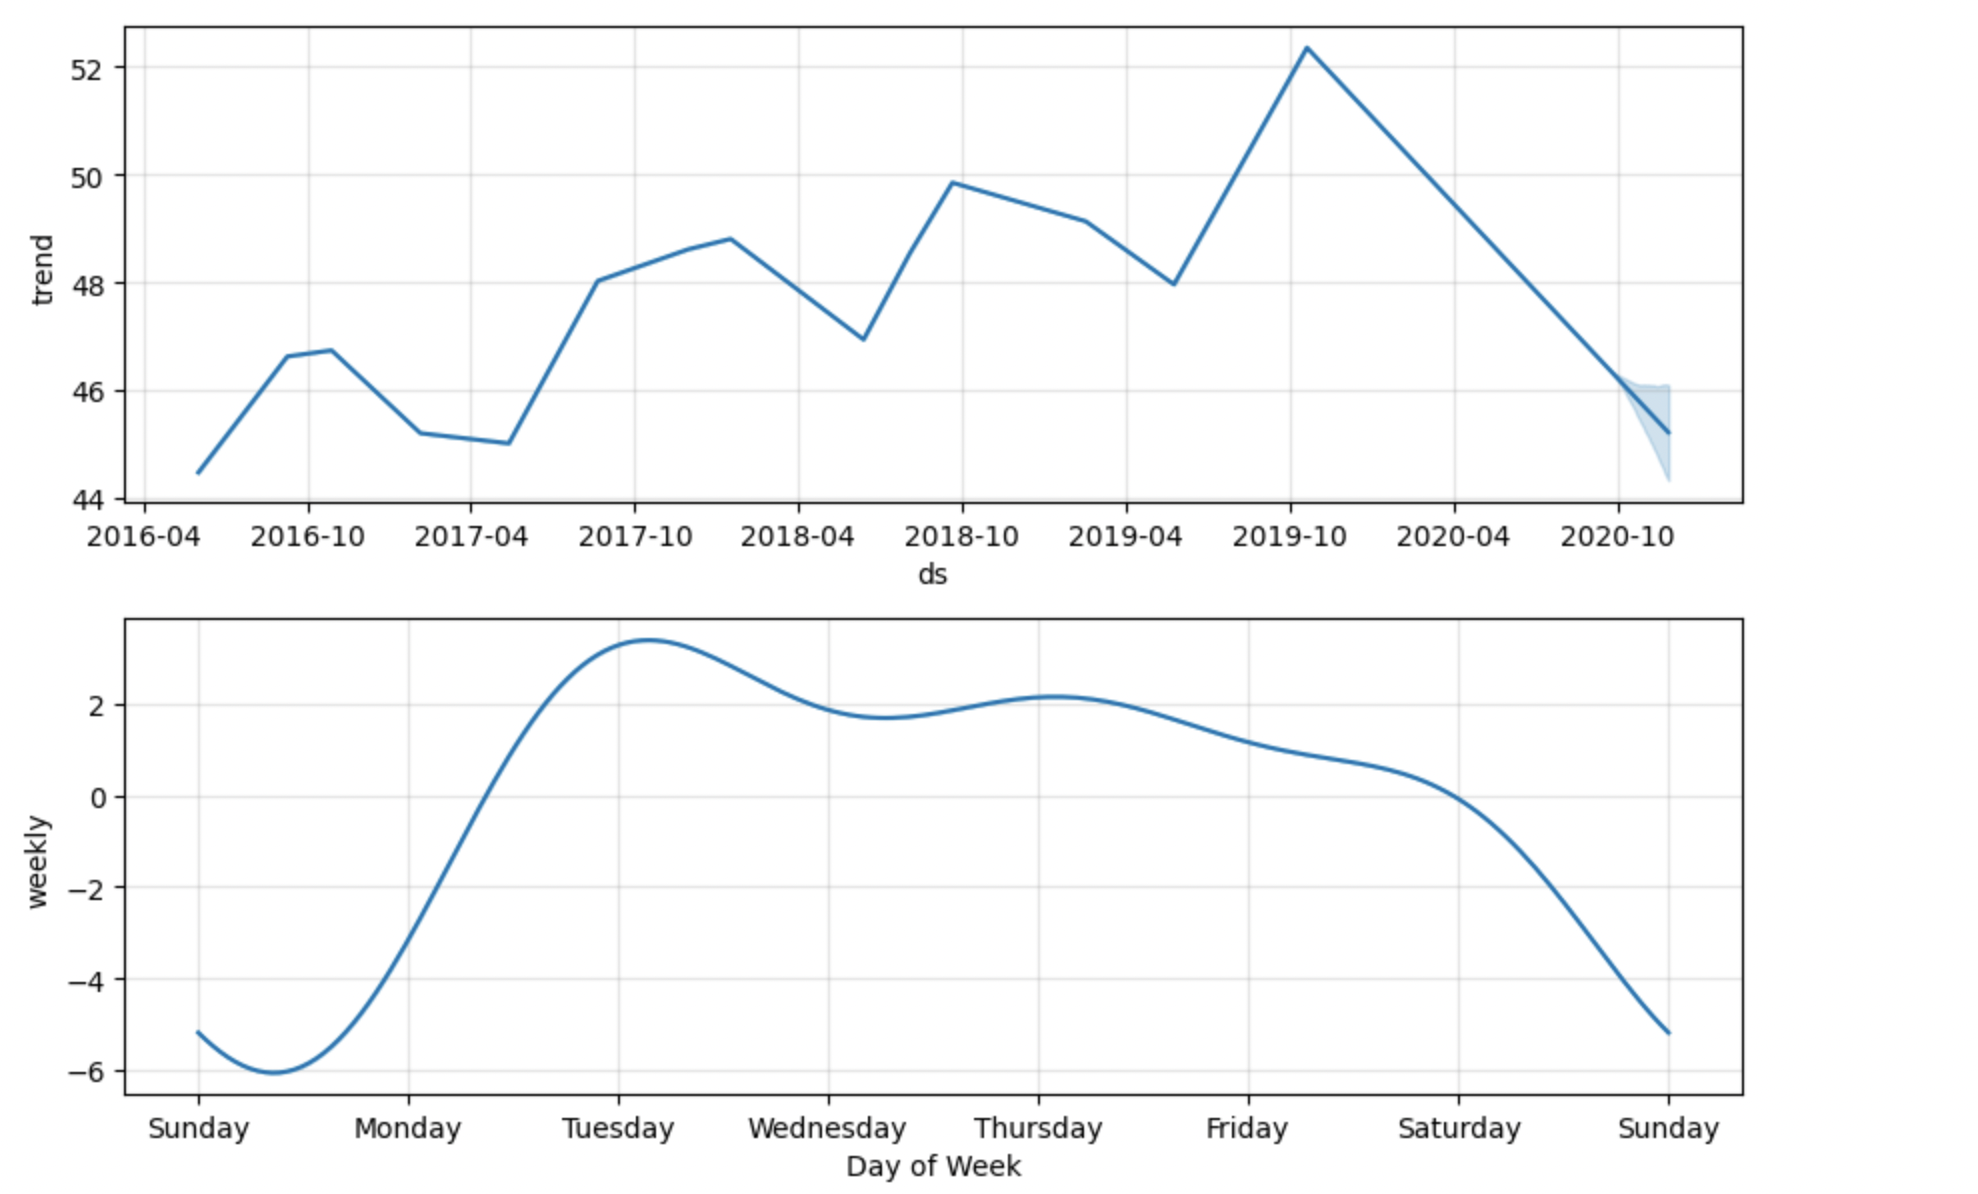 52
50
48
46
44
trend
2016-04 2016-10 2017-04 2017-10 2018-04 2018-10 2019-04 2019-10 2020-04 2020-10
ds
2
0
−2
−4
−6
weekly
Sunday Monday Tuesday Wednesday Thursday Friday Saturday Sunday
Day of Week